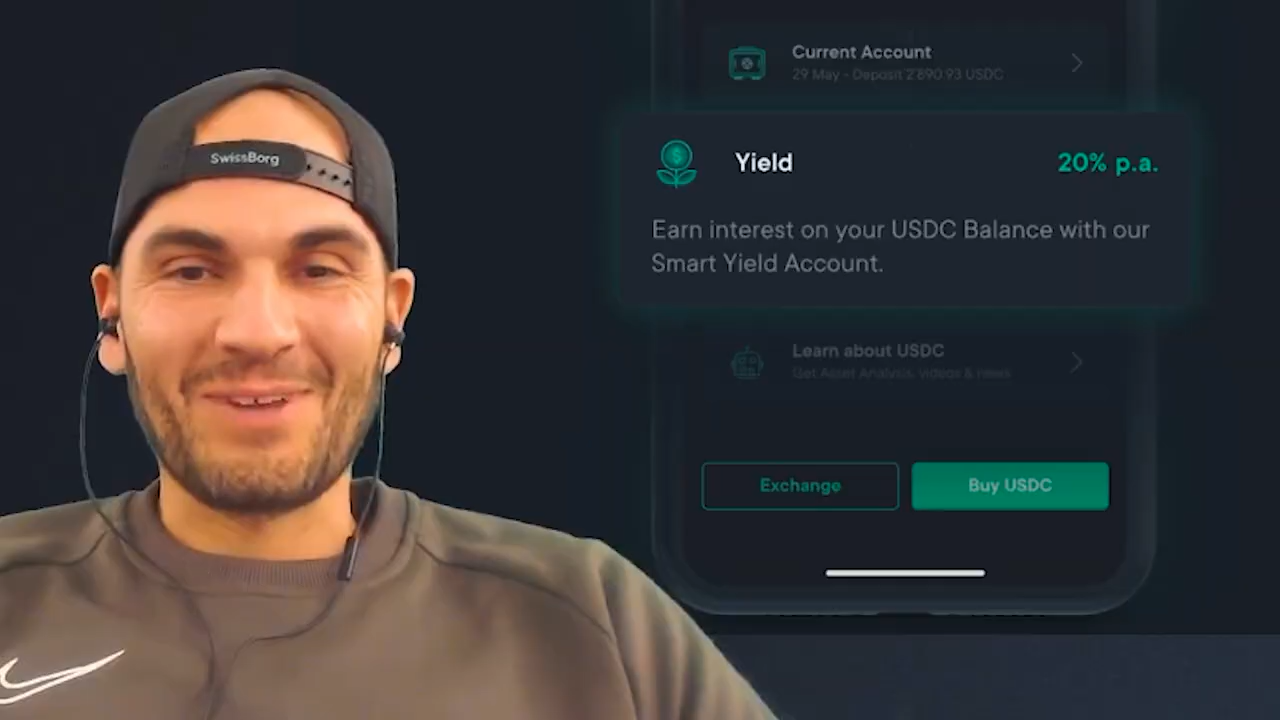 SwissBorg
Current Account
29 May - Deposit 2'890.93 USDC
Yield
20% p.a.
Earn interest on your USDC Balance with our
Smart Yield Account.
Learn about USDC
Get Asset Analysis, videos & news
Exchange
Buy USDC